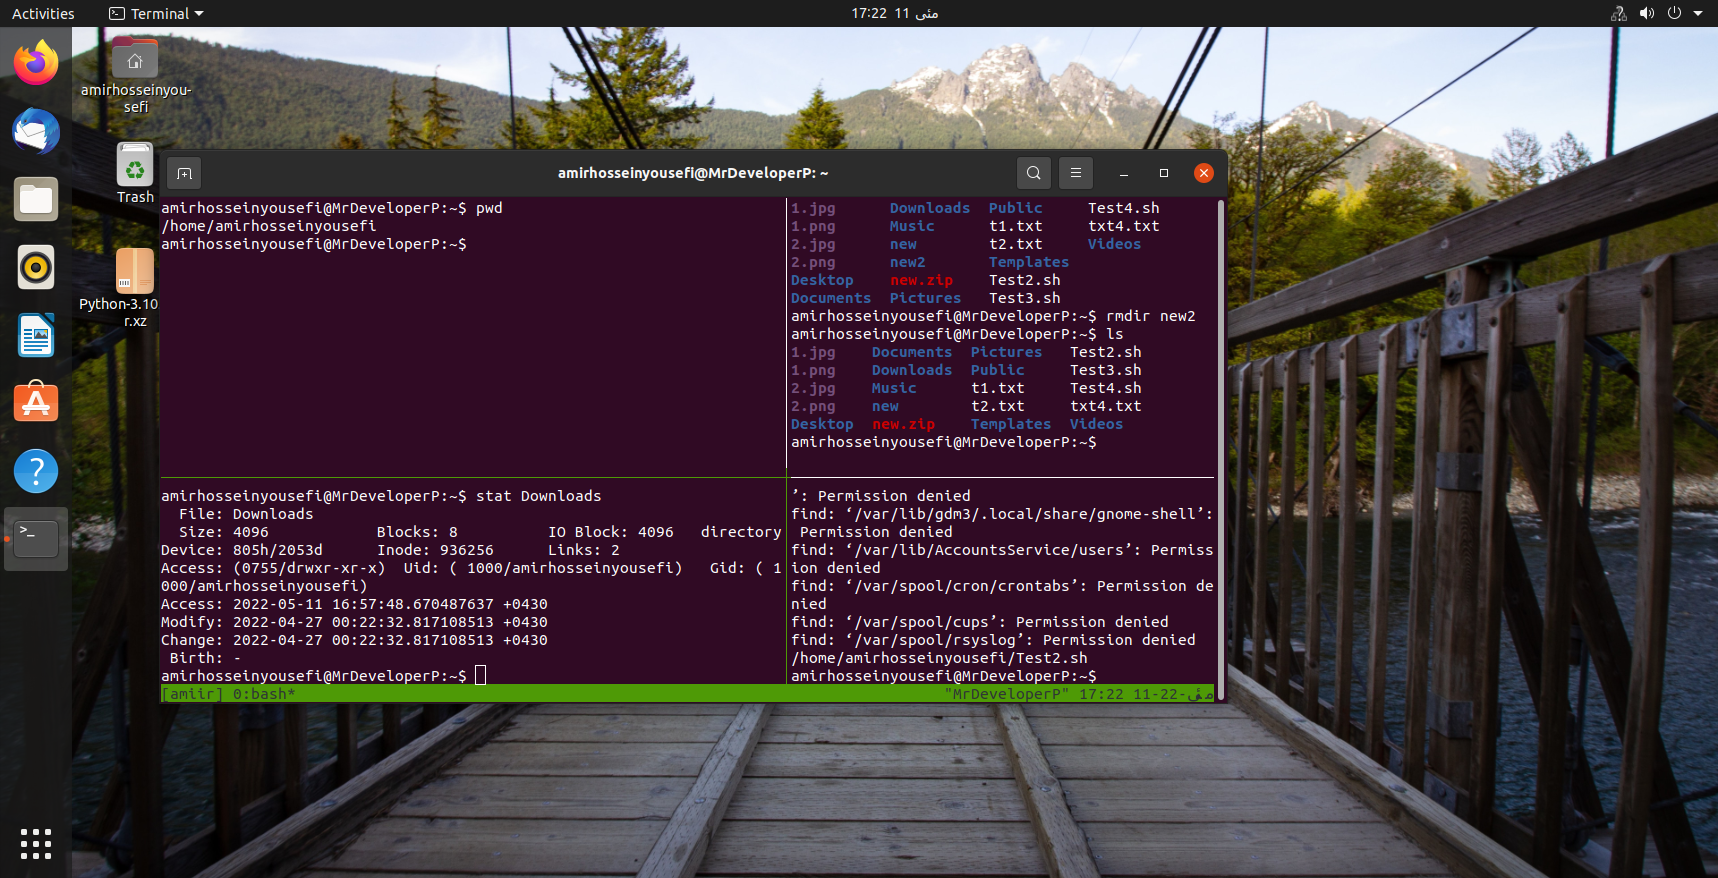 Activities
Terminal
17:22 11 مئی
amirhosseinyou-
sefi
Trash
Python-3.10
r.xz
amirhosseinyousefi@MrDeveloperP: ~
amirhosseinyousefi@MrDeveloperP:~$ pwd
/home/amirhosseinyousefi
amirhosseinyousefi@MrDeveloperP:~$
1.jpg Downloads Public Test4.sh
1.png Music t1.txt txt4.txt
2.jpg new t2.txt Videos
2.png new2 Templates
Desktop new.zip Test2.sh
Documents Pictures Test3.sh
amirhosseinyousefi@MrDeveloperP:~$ rmdir new2
amirhosseinyousefi@MrDeveloperP:~$ ls
1.jpg Documents Pictures Test2.sh
1.png Downloads Public Test3.sh
2.jpg Music t1.txt Test4.sh
2.png new t2.txt txt4.txt
Desktop new.zip Templates Videos
amirhosseinyousefi@MrDeveloperP:~$
amirhosseinyousefi@MrDeveloperP:~$ stat Downloads
File: Downloads
Size: 4096 Blocks: 8 IO Block: 4096 directory
Device: 805h/2053d Inode: 936256 Links: 2
Access: (0755/drwxr-xr-x) Uid: ( 1000/amirhosseinyousefi) Gid: ( 1
000/amirhosseinyousefi)
Access: 2022-05-11 16:57:48.670487637 +0430
Modify: 2022-04-27 00:22:32.817108513 +0430
Change: 2022-04-27 00:22:32.817108513 +0430
Birth: -
amirhosseinyousefi@MrDeveloperP:~$
’: Permission denied
find: ‘/var/lib/gdm3/.local/share/gnome-shell’:
Permission denied
find: ‘/var/lib/AccountsService/users’: Permiss
ion denied
find: ‘/var/spool/cron/crontabs’: Permission de
nied
find: ‘/var/spool/cups’: Permission denied
find: ‘/var/spool/rsyslog’: Permission denied
/home/amirhosseinyousefi/Test2.sh
amirhosseinyousefi@MrDeveloperP:~$
[amiir] 0:bash*
"MrDeveloperP" 17:22 11-مئی-22